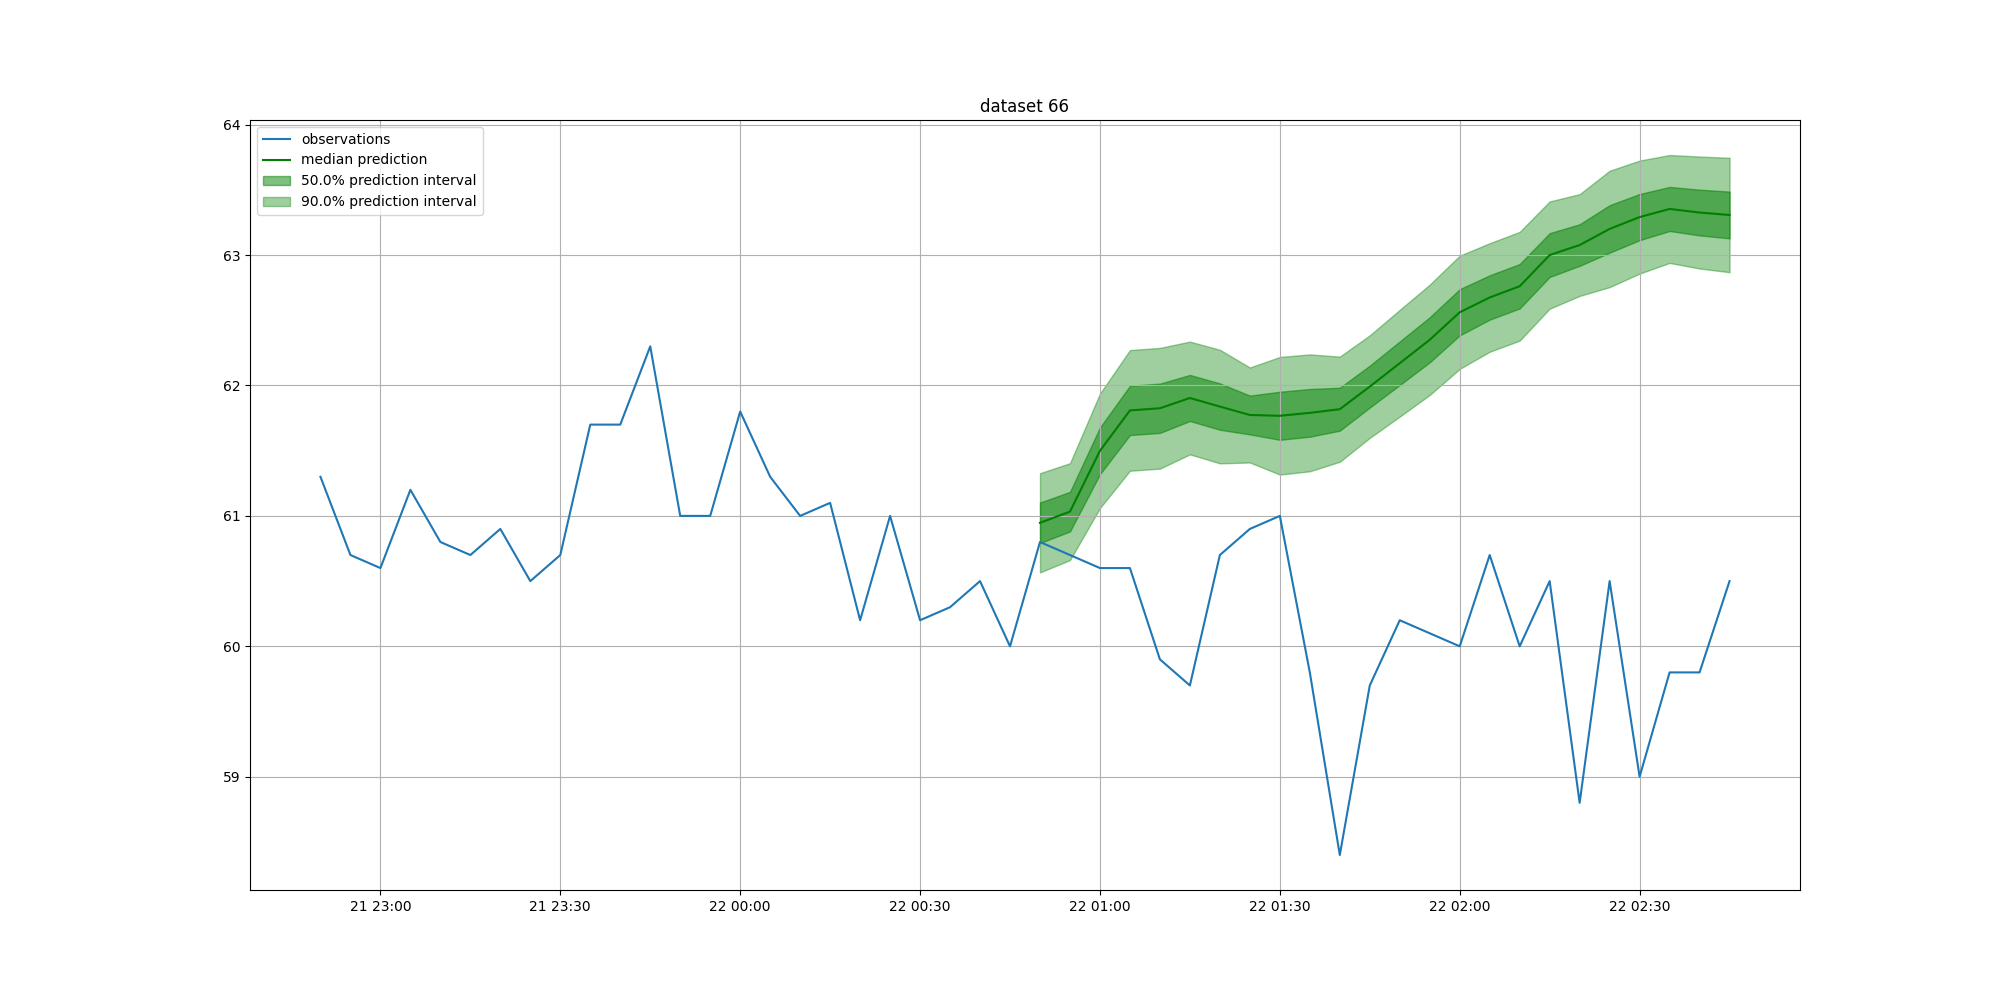 dataset 66
observations
median prediction
50.0% prediction interval
90.0% prediction interval
64
63
62
61
60
59
21 23:00
21 23:30
22 00:00
22 00:30
22 01:00
22 01:30
22 02:00
22 02:30